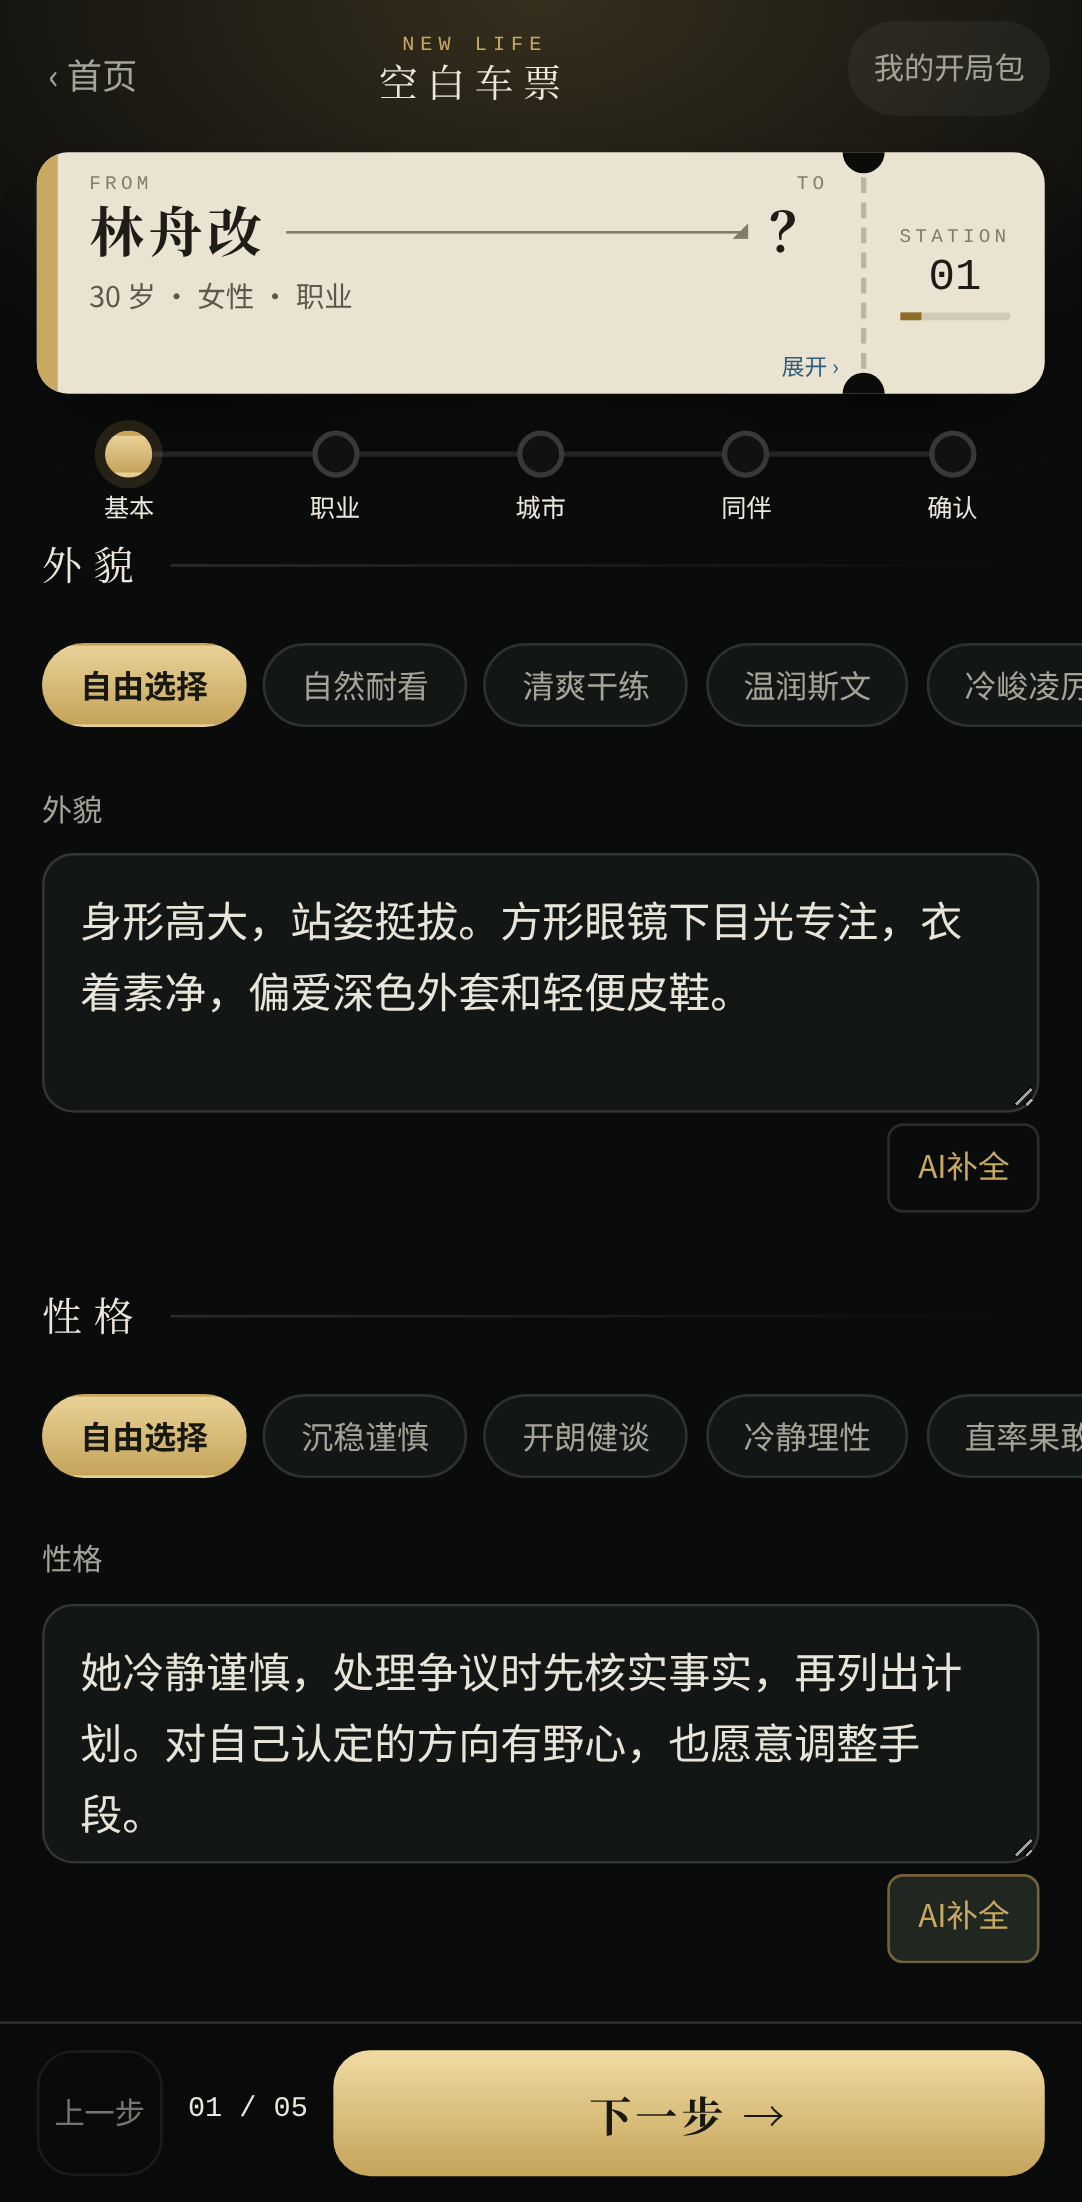 ‹ 首页
NEW LIFE
空白车票
我的开局包
FROM
TO
林舟改
?
30 岁 · 女性 · 职业
展开 ›
STATION
01
基本
职业
城市
同伴
确认
外貌
自由选择
自然耐看
清爽干练
温润斯文
冷峻凌厉
外貌
身形高大，站姿挺拔。方形眼镜下目光专注，衣
着素净，偏爱深色外套和轻便皮鞋。
AI补全
性格
自由选择
沉稳谨慎
开朗健谈
冷静理性
直率果敢
性格
她冷静谨慎，处理争议时先核实事实，再列出计
划。对自己认定的方向有野心，也愿意调整手
段。
AI补全
上一步
01 / 05
下一步 →